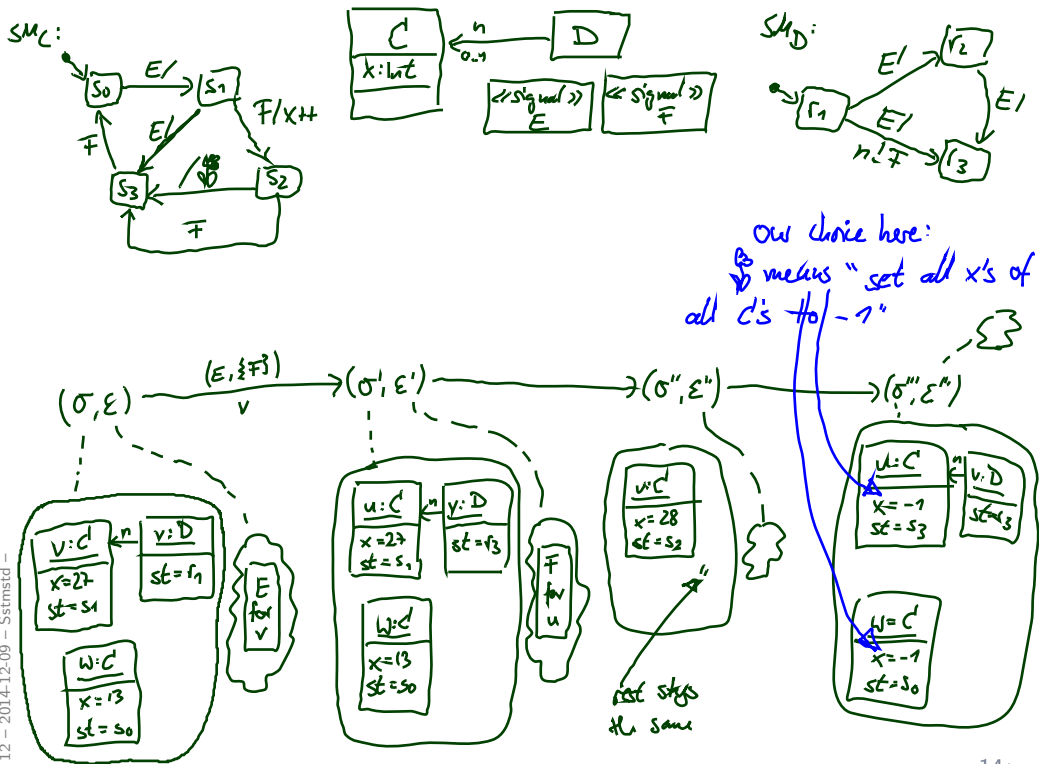 SM_C:
s0
E/
s1
F/x++
E/
F
s3
s2
F
C
x:Int
n
0..1
D
<<signal>>
E
<<signal>>
F
SM_D:
r1
E/
r2
E/
E/
n!F
r3
Our choice here:
means "set all x's of
all C's to -1"
(σ,ε)
(E,{F})
v
(σ',ε')
(σ'',ε'')
(σ''',ε''')
v:C
x=27
st=s1
n
v:D
st=r1
E
for
v
w:C
x=13
st=s0
u:C
x=27
st=s1
n
v:D
st=r3
F
for
u
w:C
x=13
st=s0
u:C
x=28
st=s2
"
rest stays
the same
u:C
x=-1
st=s3
n
v:D
st=r3
w=C
x=-1
st=s0
12 – 2014-12-09 – Sstmstd –